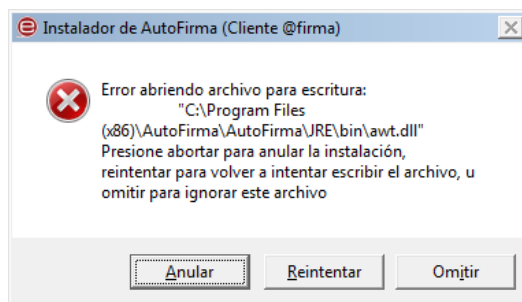 Instalador de AutoFirma (Cliente @firma)
Error abriendo archivo para escritura:
"C:\Program Files
(x86)\AutoFirma\AutoFirma\JRE\bin\awt.dll"
Presione abortar para anular la instalación,
reintentar para volver a intentar escribir el archivo, u
omitir para ignorar este archivo
Anular Reintentar Omitir